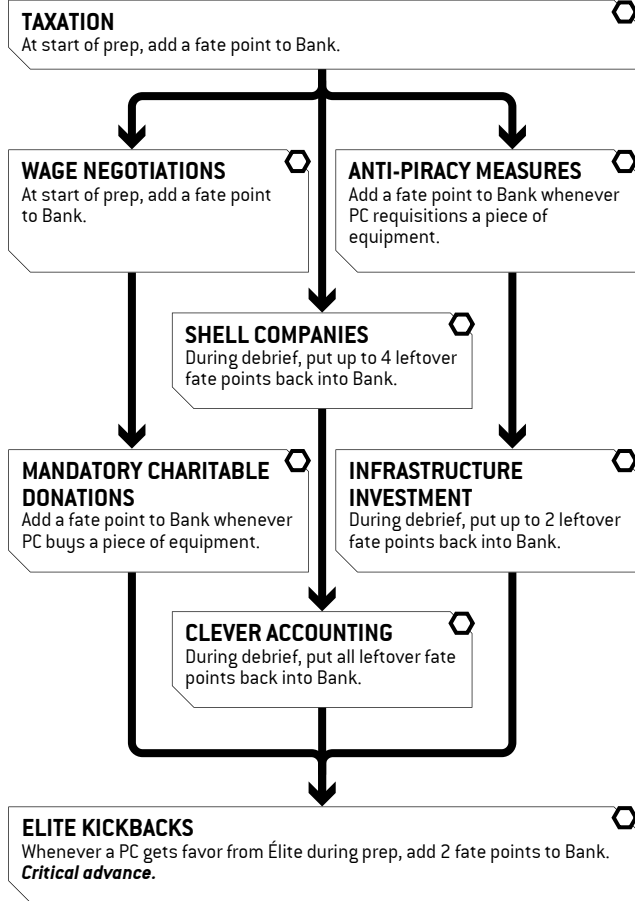 TAXATION
At start of prep, add a fate point to Bank.
WAGE NEGOTIATIONS
At start of prep, add a fate point
to Bank.
ANTI-PIRACY MEASURES
Add a fate point to Bank whenever
PC requisitions a piece of
equipment.
SHELL COMPANIES
During debrief, put up to 4 leftover
fate points back into Bank.
MANDATORY CHARITABLE
DONATIONS
Add a fate point to Bank whenever
PC buys a piece of equipment.
INFRASTRUCTURE
INVESTMENT
During debrief, put up to 2 leftover
fate points back into Bank.
CLEVER ACCOUNTING
During debrief, put all leftover fate
points back into Bank.
ELITE KICKBACKS
Whenever a PC gets favor from Élite during prep, add 2 fate points to Bank.
Critical advance.